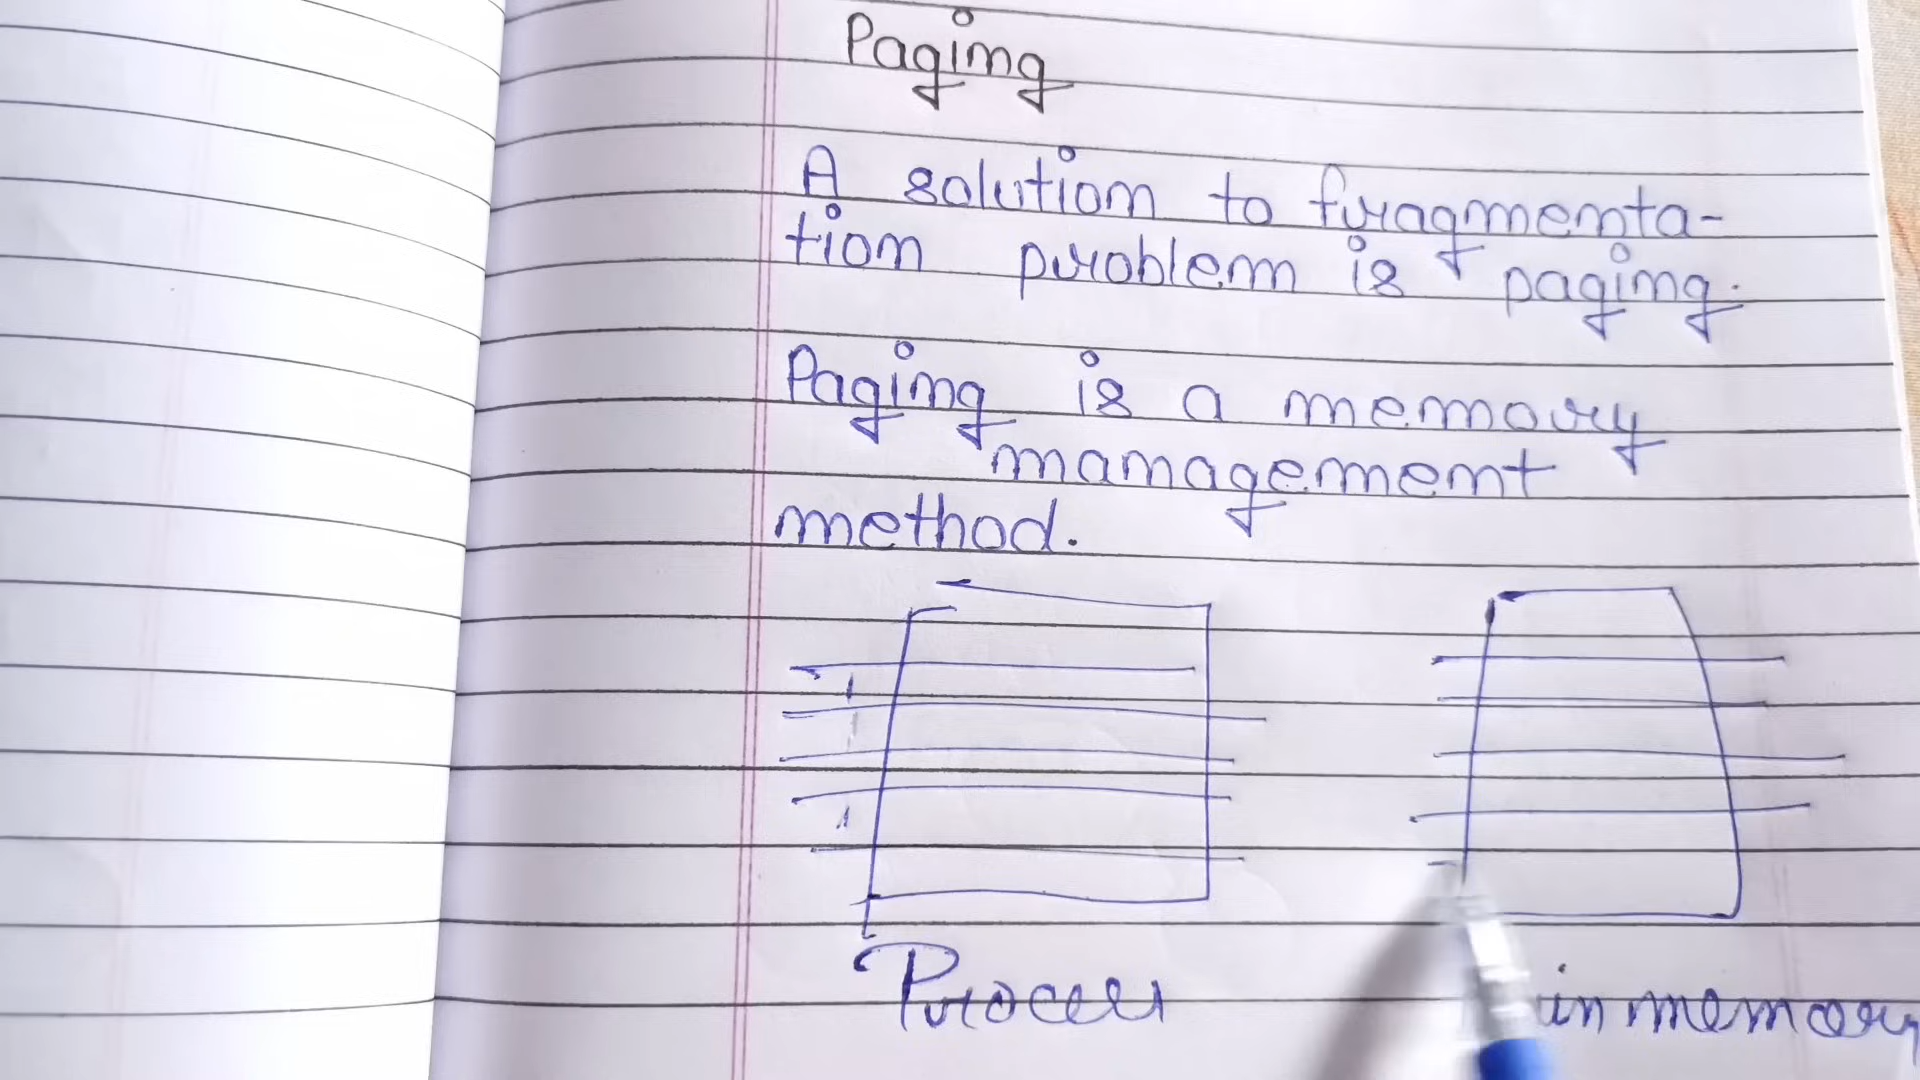 Paging
A solution to fragmenta-
tion problem is paging.
Paging is a memory
management
method.
Process
in memory